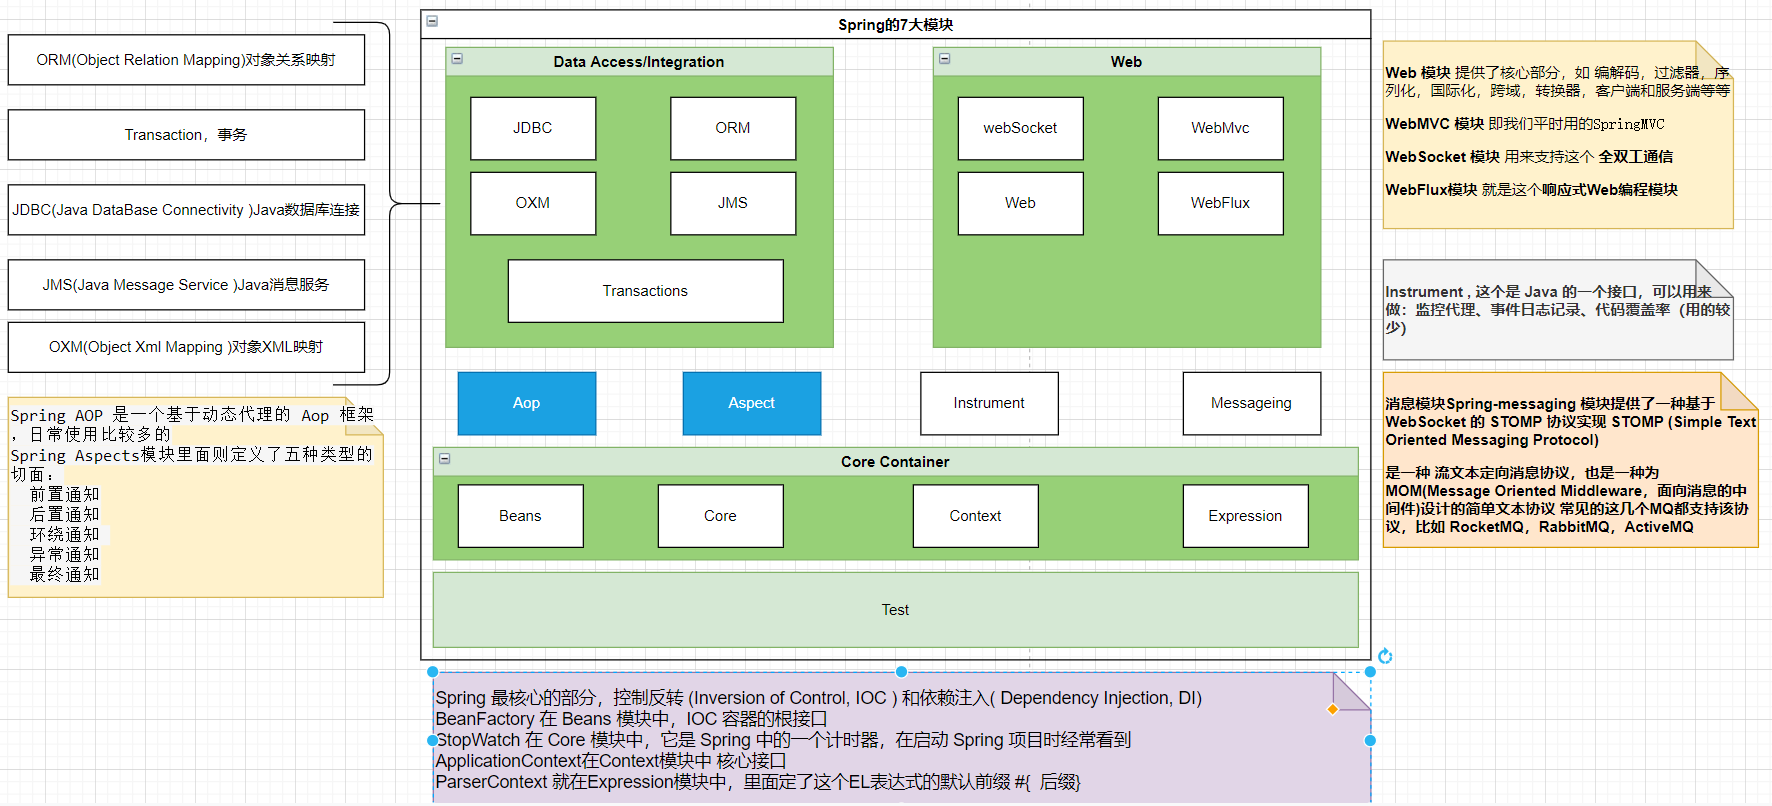 Spring的7大模块
ORM(Object Relation Mapping)对象关系映射
Transaction，事务
JDBC(Java DataBase Connectivity )Java数据库连接
JMS(Java Message Service )Java消息服务
OXM(Object Xml Mapping )对象XML映射
Spring AOP 是一个基于动态代理的 Aop 框架
，日常使用比较多的
Spring Aspects模块里面则定义了五种类型的
切面：
前置通知
后置通知
环绕通知
异常通知
最终通知
Data Access/Integration
JDBC
ORM
OXM
JMS
Transactions
Web
webSocket
WebMvc
Web
WebFlux
Aop
Aspect
Instrument
Messageing
Core Container
Beans
Core
Context
Expression
Test
Web 模块 提供了核心部分，如 编解码，过滤器，序
列化，国际化，跨域，转换器，客户端和服务端等等
WebMVC 模块 即我们平时用的SpringMVC
WebSocket 模块 用来支持这个 全双工通信
WebFlux模块 就是这个响应式Web编程模块
Instrument , 这个是 Java 的一个接口，可以用来
做：监控代理、事件日志记录、代码覆盖率（用的较
少）
消息模块Spring-messaging 模块提供了一种基于
WebSocket 的 STOMP 协议实现 STOMP (Simple Text
Oriented Messaging Protocol)
是一种 流文本定向消息协议，也是一种为
MOM(Message Oriented Middleware，面向消息的中
间件)设计的简单文本协议 常见的这几个MQ都支持该协
议，比如 RocketMQ，RabbitMQ，ActiveMQ
Spring 最核心的部分，控制反转 (Inversion of Control, IOC ) 和依赖注入( Dependency Injection, DI)
BeanFactory 在 Beans 模块中，IOC 容器的根接口
StopWatch 在 Core 模块中，它是 Spring 中的一个计时器，在启动 Spring 项目时经常看到
ApplicationContext在Context模块中 核心接口
ParserContext 就在Expression模块中，里面定了这个EL表达式的默认前缀 #{  后缀}